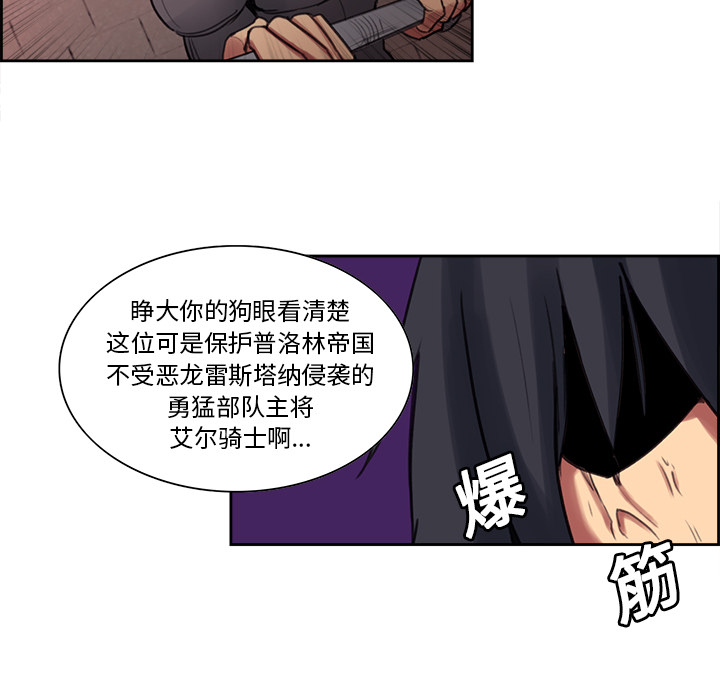 睁大你的狗眼看清楚
这位可是保护普洛林帝国
不受恶龙雷斯塔纳侵袭的
勇猛部队主将
艾尔骑士啊...
爆
筋